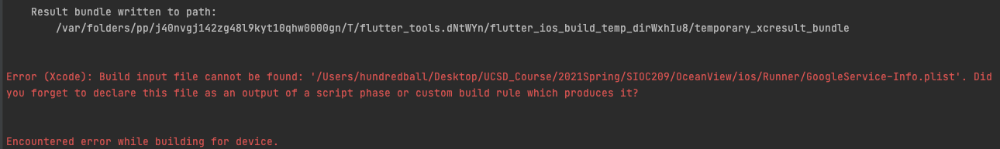 Result bundle written to path:
/var/folders/pp/j40nvgj142zg48l9kyt10qhw0000gn/T/flutter_tools.dNtWYn/flutter_ios_build_temp_dirWxhIu8/temporary_xcresult_bundle
Error (Xcode): Build input file cannot be found: '/Users/hundredball/Desktop/UCSD_Course/2021Spring/SIOC209/OceanView/ios/Runner/GoogleService-Info.plist'. Did
you forget to declare this file as an output of a script phase or custom build rule which produces it?
Encountered error while building for device.